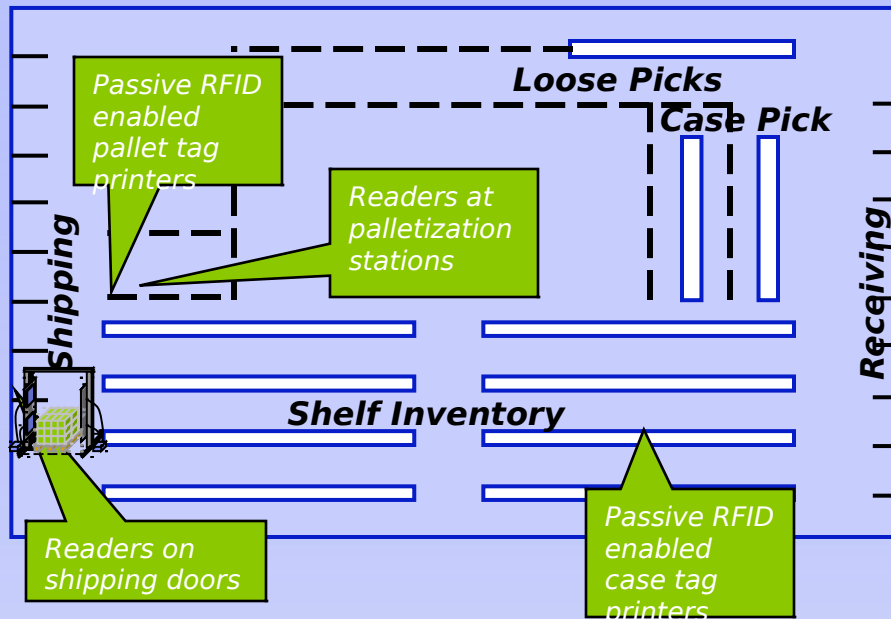 Loose Picks
Passive RFID
enabled
pallet tag
printers
Case Pick
Readers at
palletization
stations
Shipping
Receiving
Shelf Inventory
Passive RFID
enabled
case tag
printers
Readers on
shipping doors